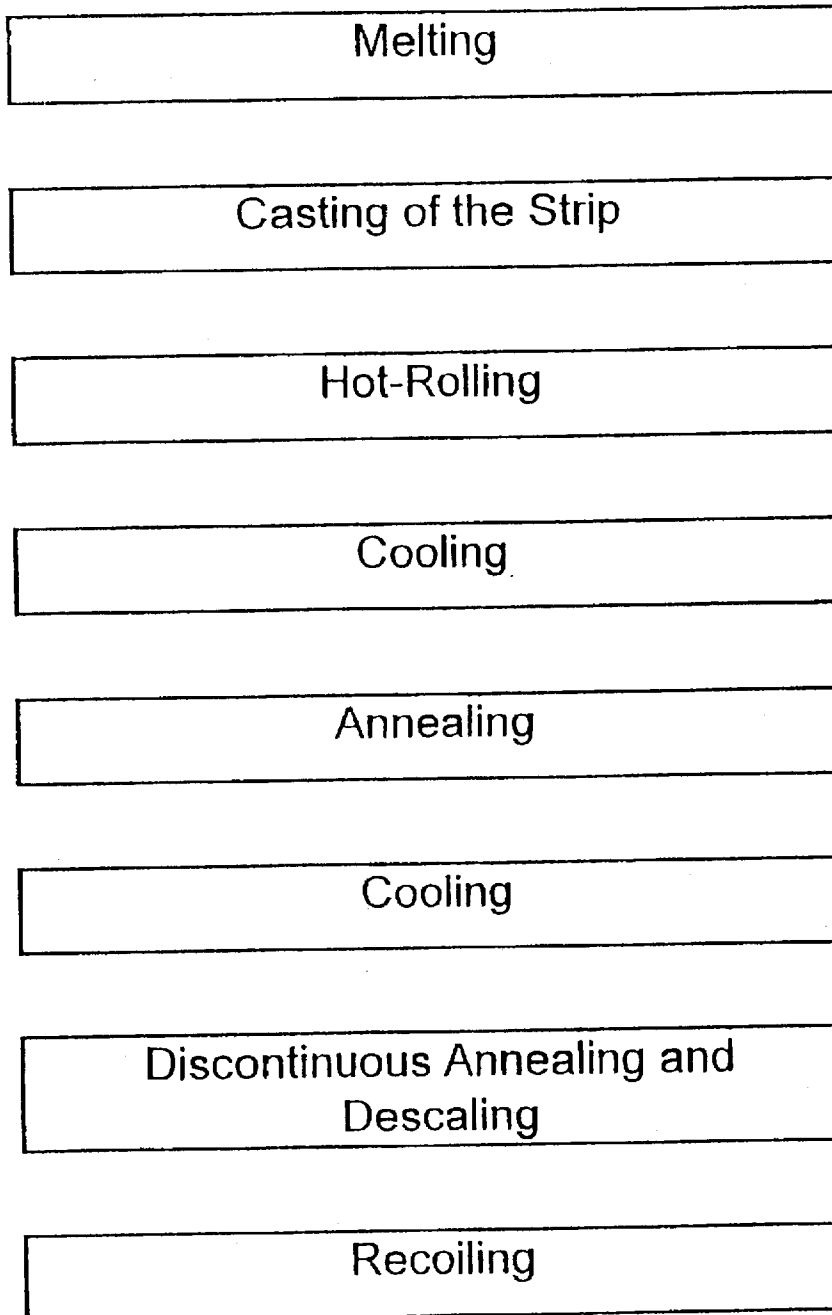 Melting
Casting of the Strip
Hot-Rolling
Cooling
Annealing
Cooling
Discontinuous Annealing and
Descaling
Recoiling